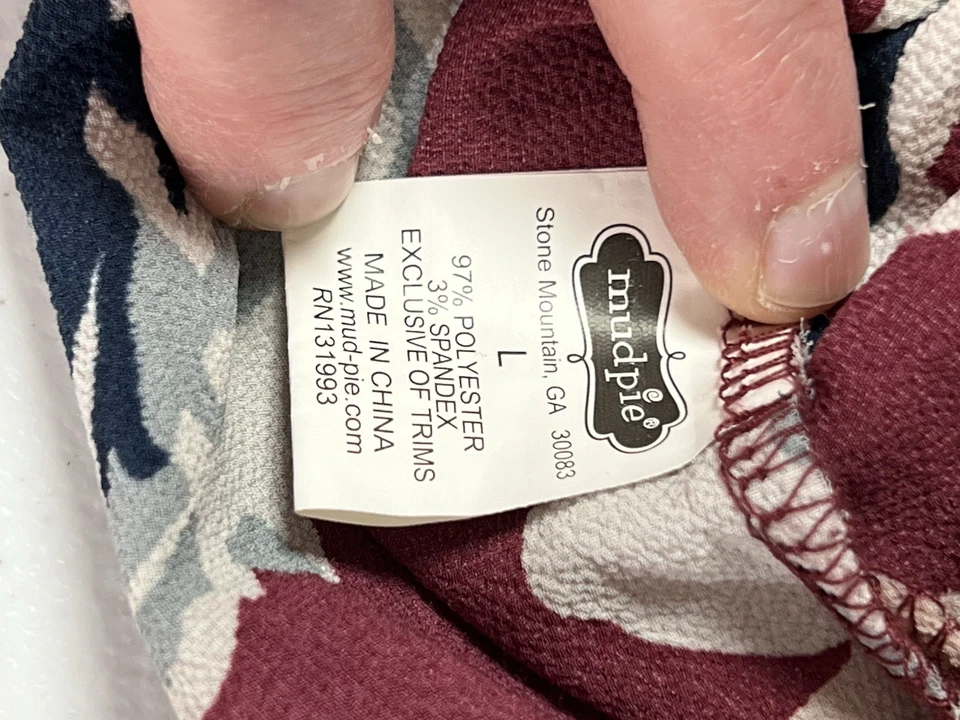 mudpie®
Stone Mountain, GA 30083
L
97% POLYESTER
3% SPANDEX
EXCLUSIVE OF TRIMS
MADE IN CHINA
www.mud-pie.com
RN131993